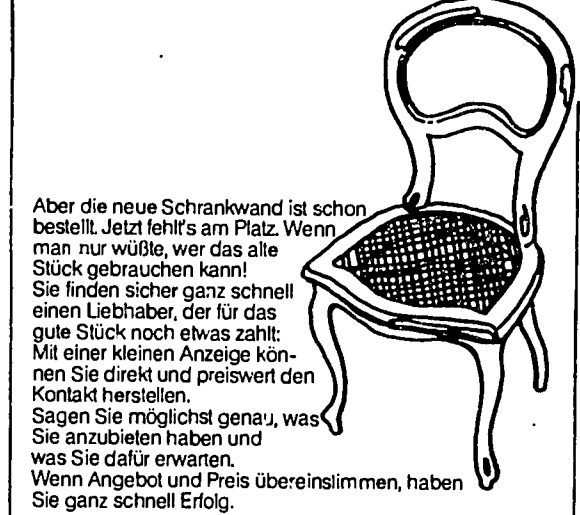 Aber die neue Schrankwand ist schon
bestellt. Jetzt fehlt's am Platz. Wenn
man nur wüßte, wer das alte
Stück gebrauchen kann!
Sie finden sicher ganz schnell
einen Liebhaber, der für das
gute Stück noch etwas zahlt:
Mit einer kleinen Anzeige kön-
nen Sie direkt und preiswert den
Kontakt herstellen.
Sagen Sie möglichst genau, was
Sie anzubieten haben und
was Sie dafür erwarten.
Wenn Angebot und Preis übereinstimmen, haben
Sie ganz schnell Erfolg.